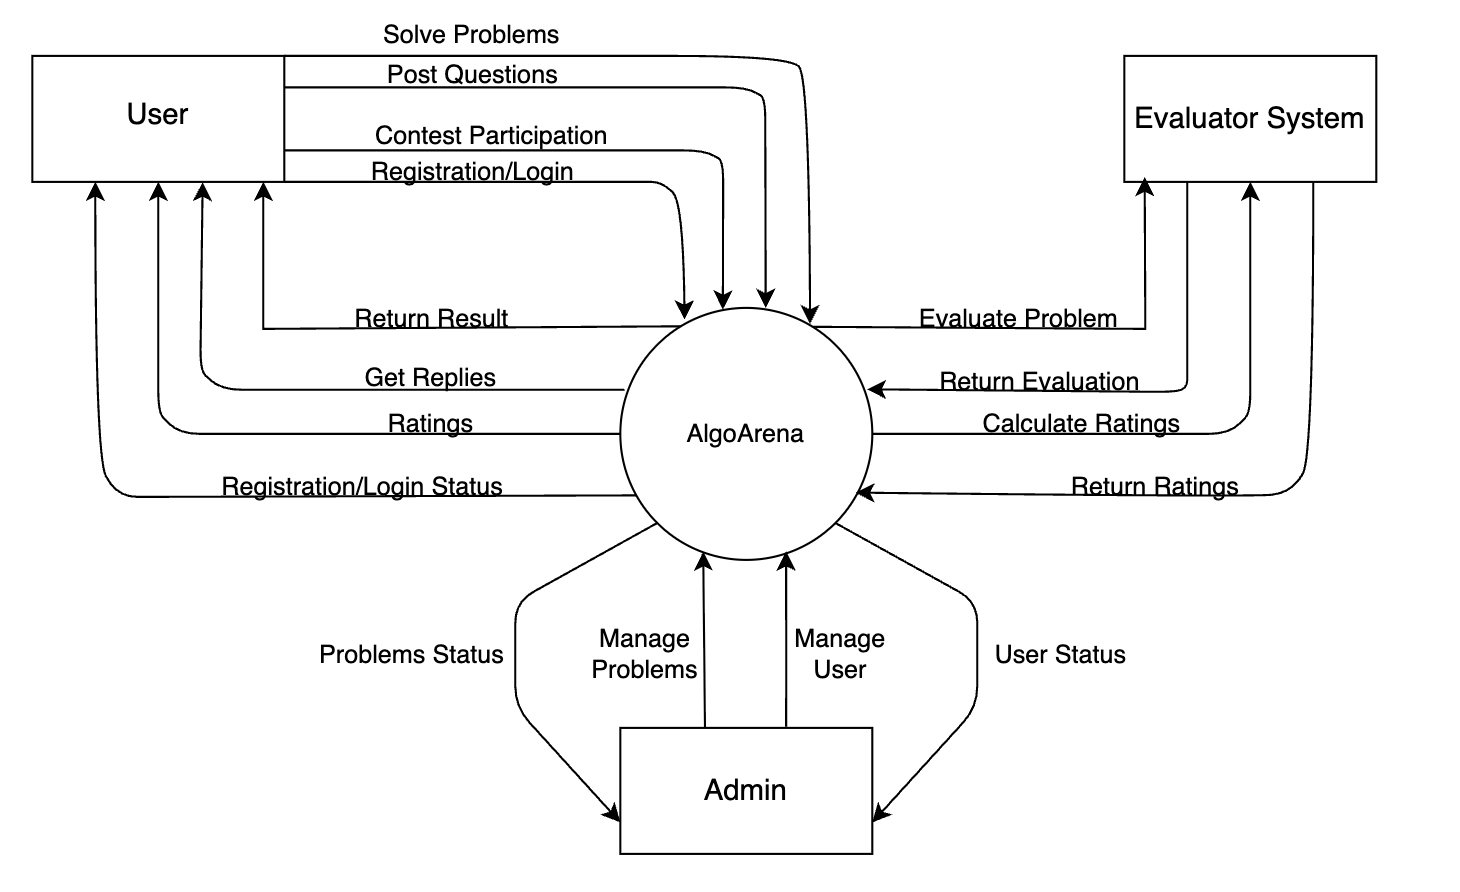 Solve Problems
Post Questions
User
Evaluator System
Contest Participation
Registration/Login
Return Result
Evaluate Problem
Get Replies
Return Evaluation
Ratings
AlgoArena
Calculate Ratings
Registration/Login Status
Return Ratings
Problems Status
Manage
Problems
Manage
User
User Status
Admin